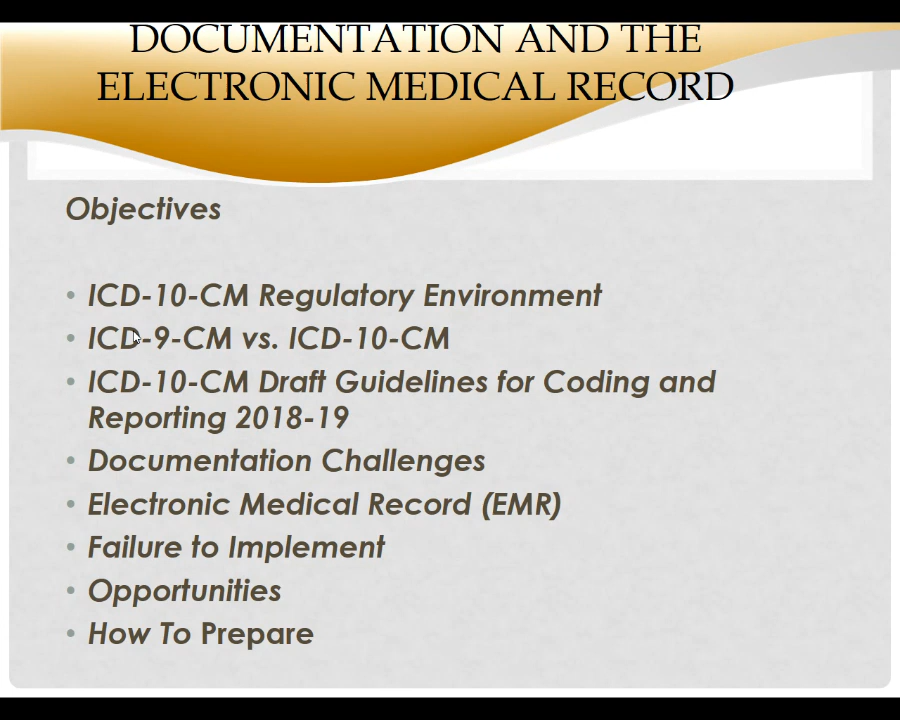 DOCUMENTATION AND THE
ELECTRONIC MEDICAL RECORD
Objectives
• ICD-10-CM Regulatory Environment
• ICD-9-CM vs. ICD-10-CM
• ICD-10-CM Draft Guidelines for Coding and
Reporting 2018-19
• Documentation Challenges
• Electronic Medical Record (EMR)
• Failure to Implement
• Opportunities
• How To Prepare